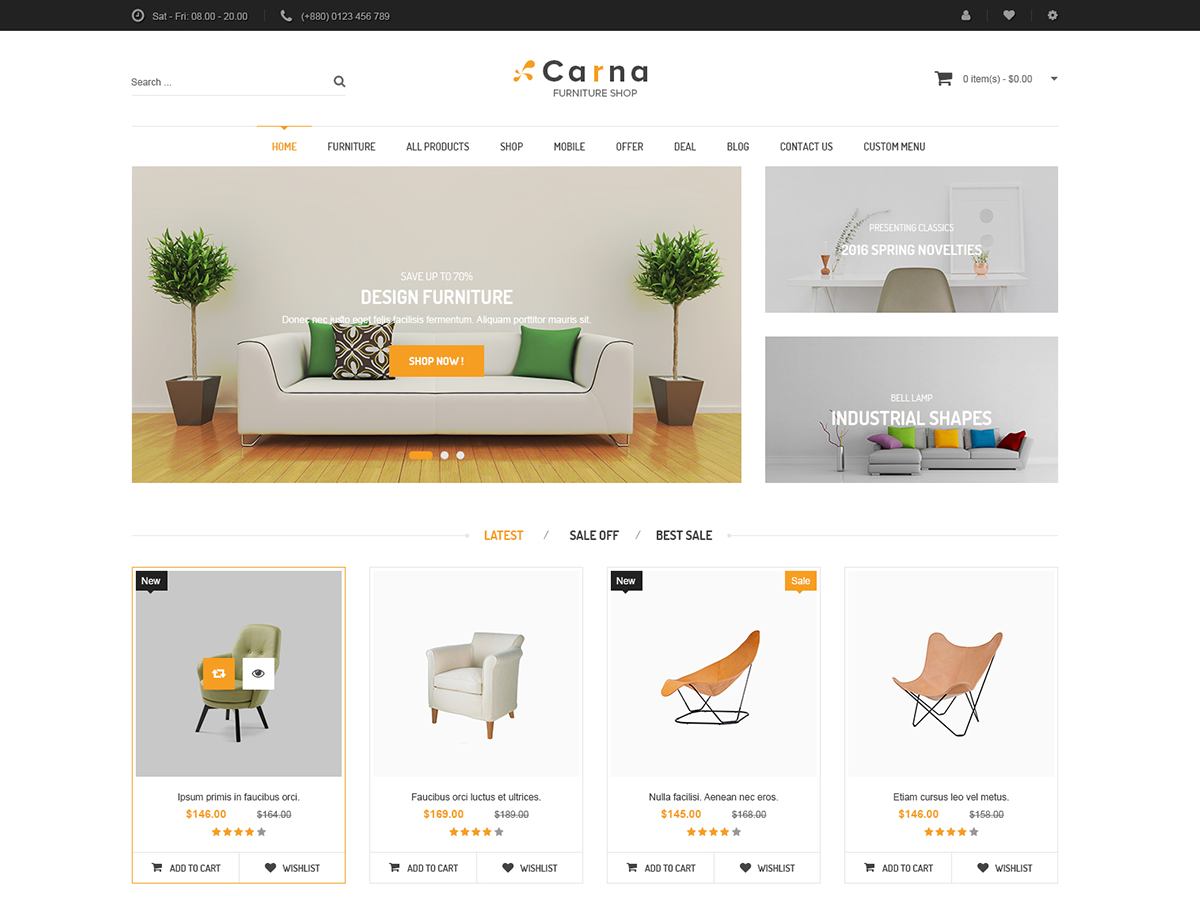 Sat - Fri: 08.00 - 20.00
(+880) 0123 456 789
Search ...
Carna
FURNITURE SHOP
0 item(s) - $0.00
HOME FURNITURE ALL PRODUCTS SHOP MOBILE OFFER DEAL BLOG CONTACT US CUSTOM MENU
SAVE UP TO 70%
DESIGN FURNITURE
Donec nec justo eget felis facilisis fermentum. Aliquam porttitor mauris sit.
SHOP NOW !
PRESENTING CLASSICS
2016 SPRING NOVELTIES
BELL LAMP
INDUSTRIAL SHAPES
LATEST / SALE OFF / BEST SALE
New
Ipsum primis in faucibus orci.
$146.00 $164.00
ADD TO CART WISHLIST
Faucibus orci luctus et ultrices.
$169.00 $189.00
ADD TO CART WISHLIST
New
Sale
Nulla facilisi. Aenean nec eros.
$145.00 $168.00
ADD TO CART WISHLIST
Etiam cursus leo vel metus.
$146.00 $158.00
ADD TO CART WISHLIST